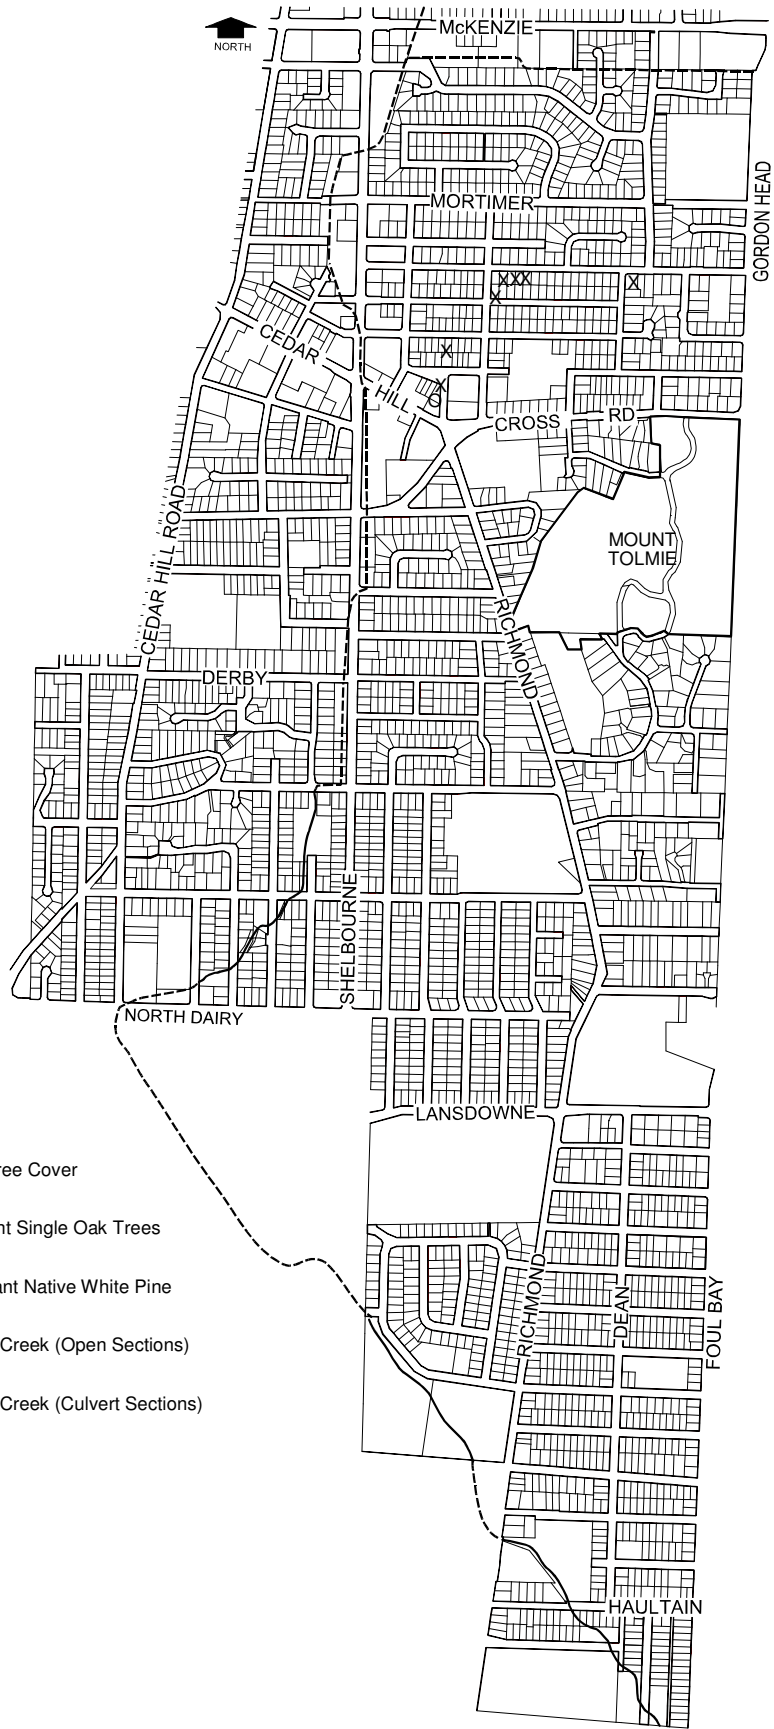 McKENZIE
NORTH
GORDON HEAD
MORTIMER
X X X X
X
X
CEDAR
X
X
HILL
O
CROSS
RD
CEDAR HILL ROAD
MOUNT
TOLMIE
RICHMOND
DERBY
SHELBOURNE
NORTH DAIRY
LANSDOWNE
ree Cover
nt Single Oak Trees
RICHMOND
DEAN
FOUL BAY
ant Native White Pine
Creek (Open Sections)
Creek (Culvert Sections)
HAULTAIN